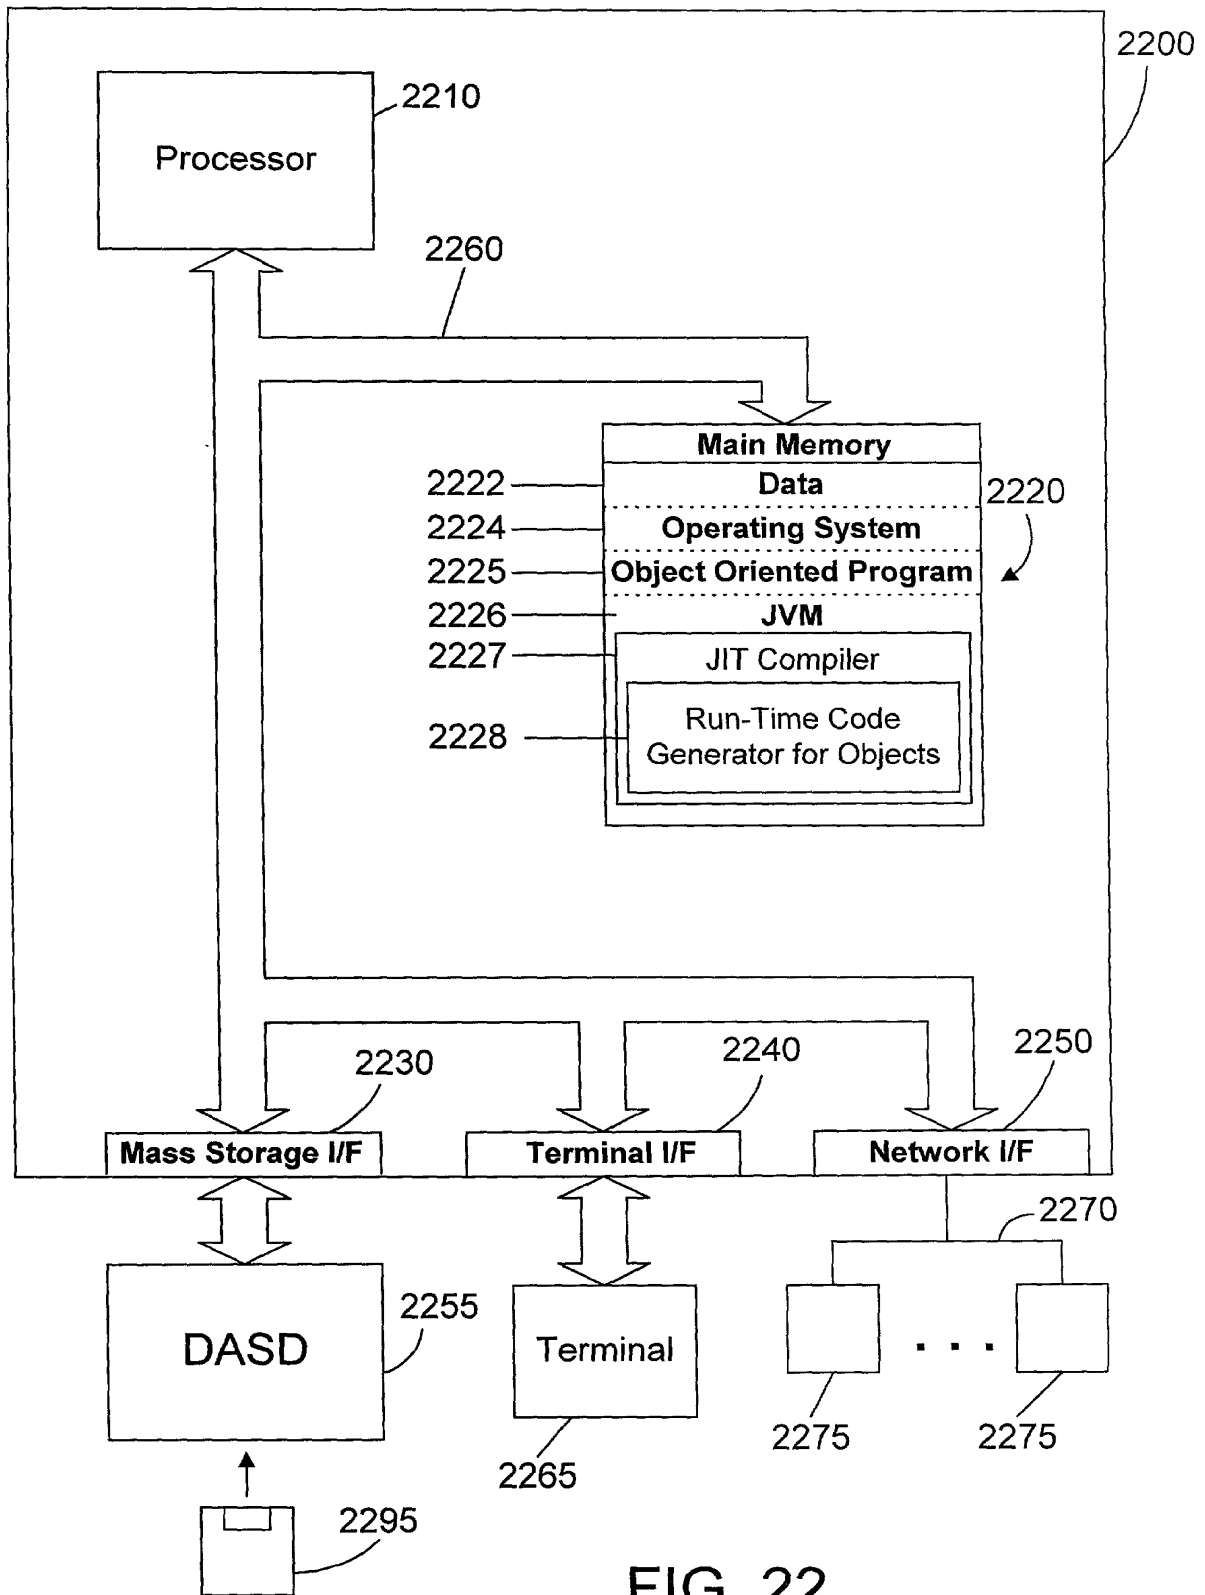 2200
2210
Processor
2260
Main Memory
2222
Data
2220
2224
Operating System
2225
Object Oriented Program
2226
JVM
2227
JIT Compiler
2228
Run-Time Code
Generator for Objects
2230
2240
2250
Mass Storage I/F
Terminal I/F
Network I/F
2270
2255
DASD
Terminal
. . .
2275
2275
2265
2295
FIG. 22